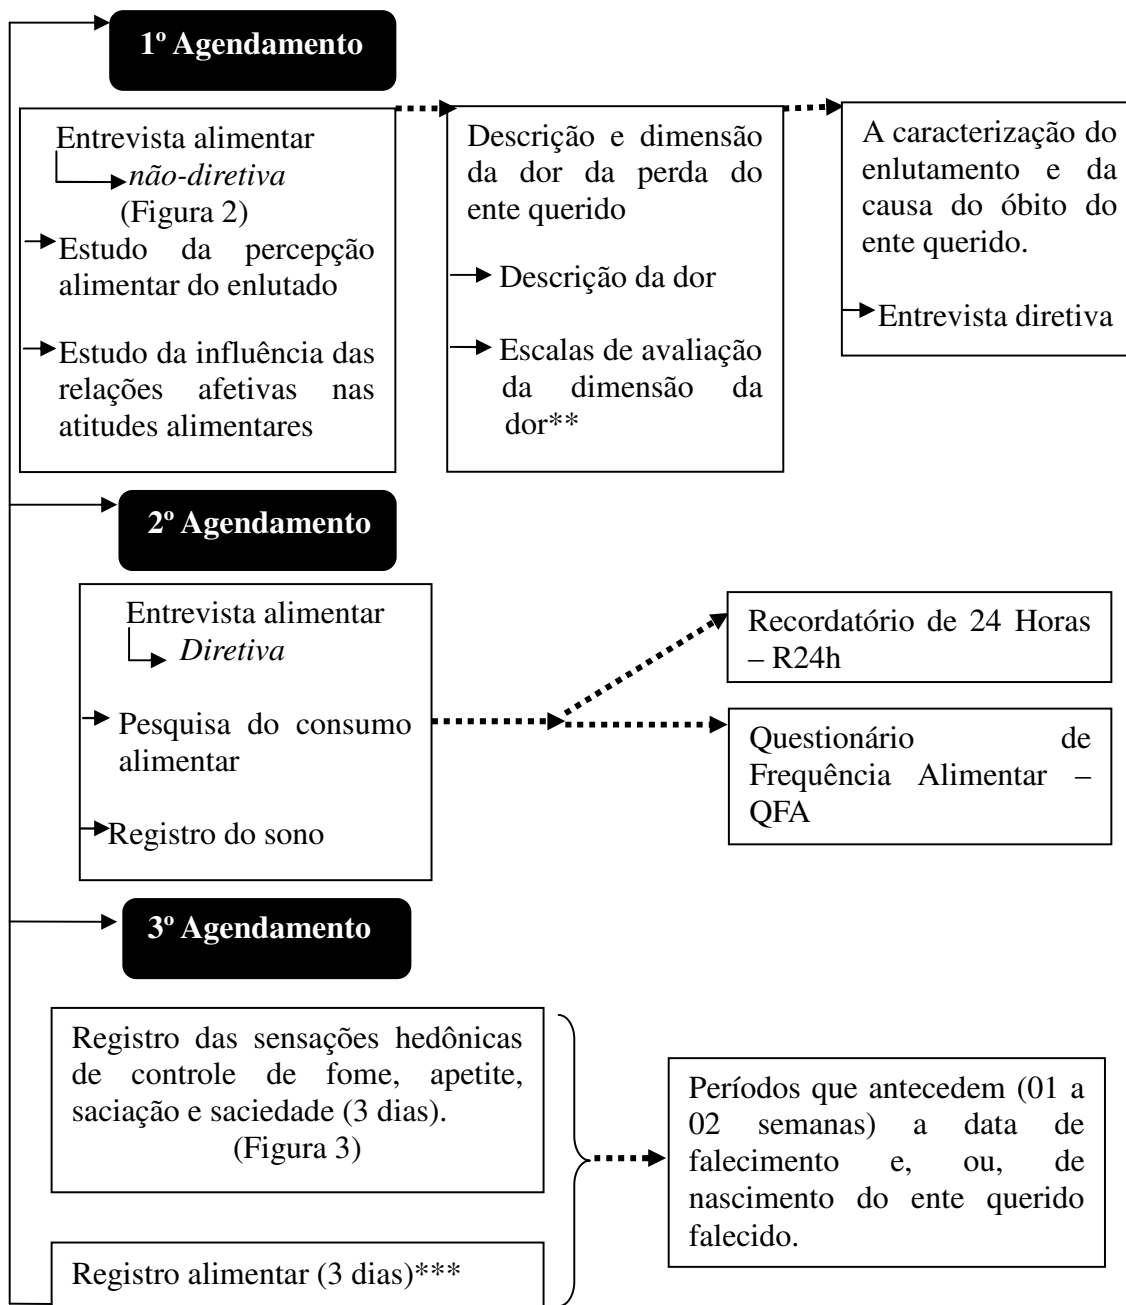 1º Agendamento
Entrevista alimentar
não-diretiva
(Figura 2)
Estudo da percepção
alimentar do enlutado
Estudo da influência das
relações afetivas nas
atitudes alimentares
Descrição e dimensão
da dor da perda do
ente querido
Descrição da dor
Escalas de avaliação
da dimensão da
dor**
A caracterização do
enlutamento e da
causa do óbito do
ente querido.
Entrevista diretiva
2º Agendamento
Entrevista alimentar
Diretiva
Pesquisa do consumo
alimentar
Registro do sono
Recordatório de 24 Horas
– R24h
Questionário de
Frequência Alimentar –
QFA
3º Agendamento
Registro das sensações hedônicas
de controle de fome, apetite,
saciação e saciedade (3 dias).
(Figura 3)
Registro alimentar (3 dias)***
Períodos que antecedem (01 a
02 semanas) a data de
falecimento e, ou, de
nascimento do ente querido
falecido.